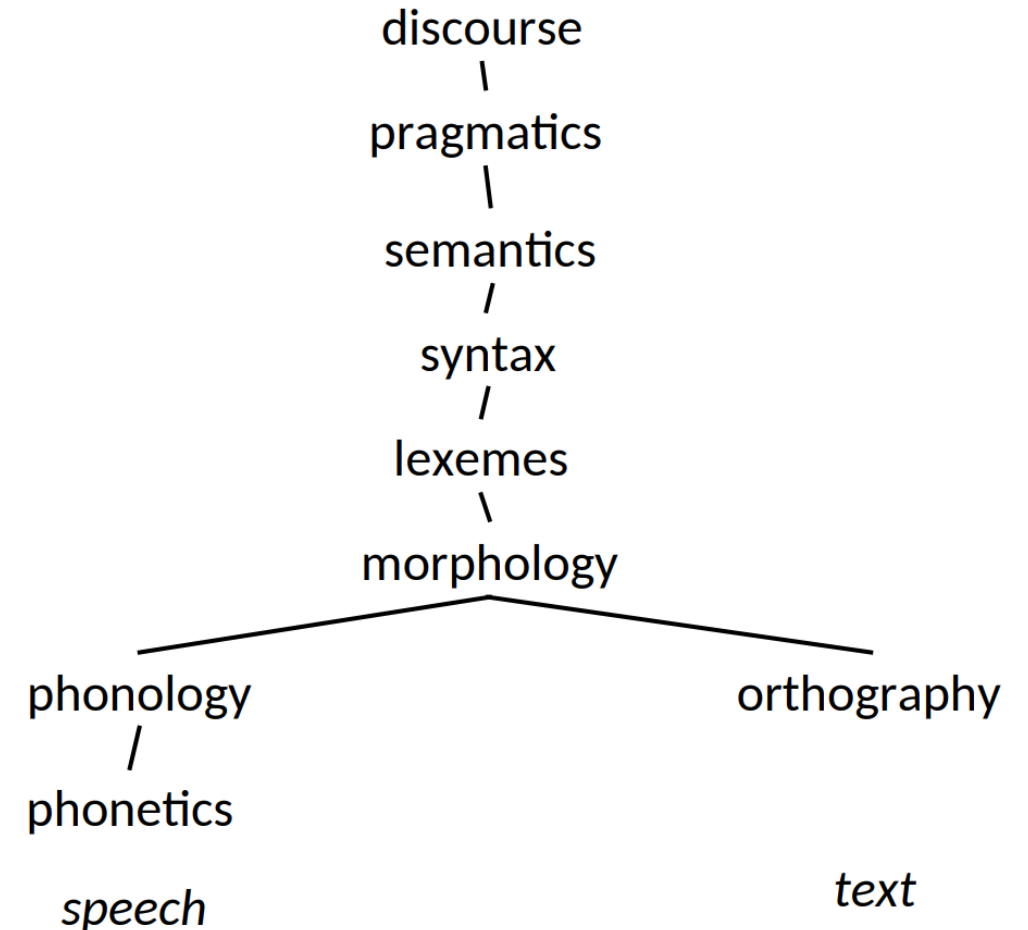 discourse
pragmatics
semantics
syntax
lexemes
morphology
phonology orthography
phonetics
text
speech